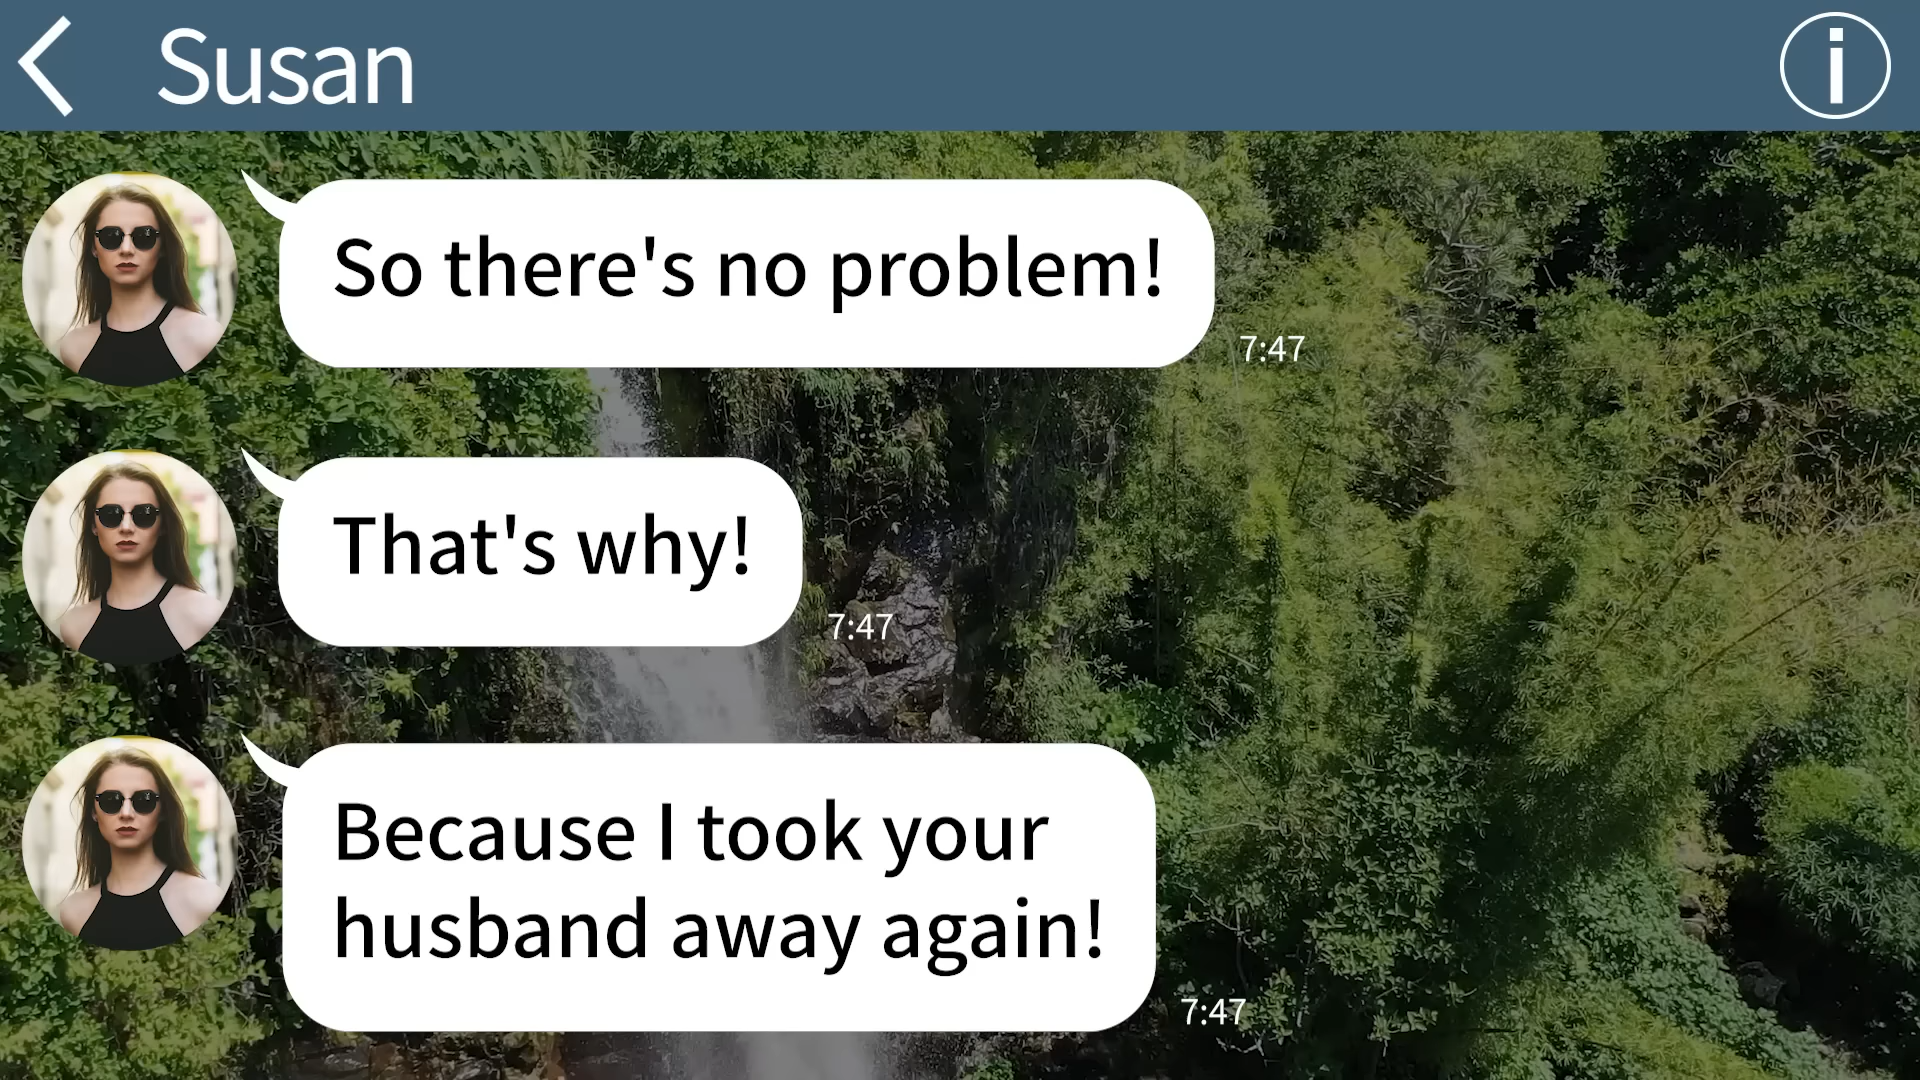 Susan
So there's no problem!
7:47
That's why!
7:47
Because I took your
husband away again!
7:47